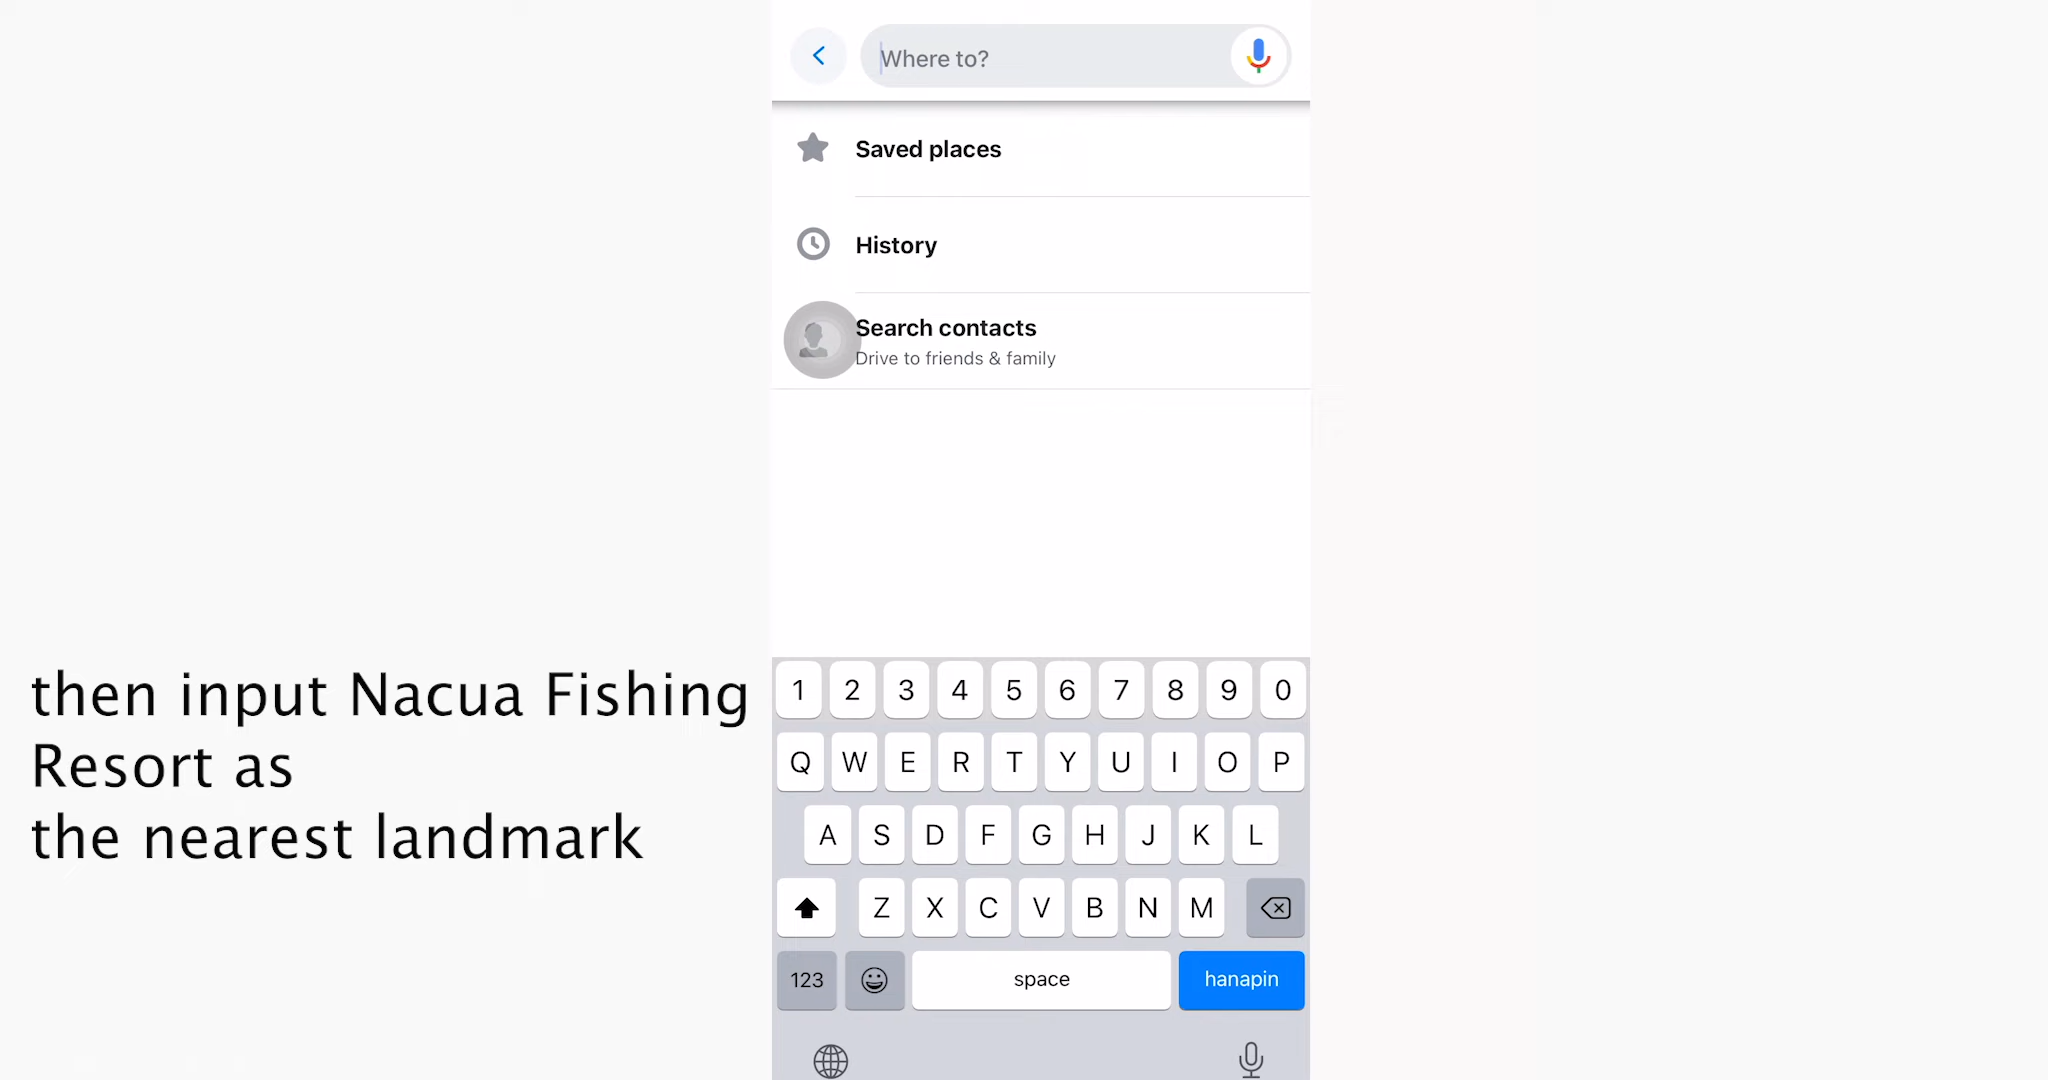 Where to?
Saved places
History
Search contacts
Drive to friends & family
then input Nacua Fishing
Resort as
the nearest landmark
1 2 3 4 5 6 7 8 9 0
Q W E R T Y U I O P
A S D F G H J K L
Z X C V B N M
123 space hanapin